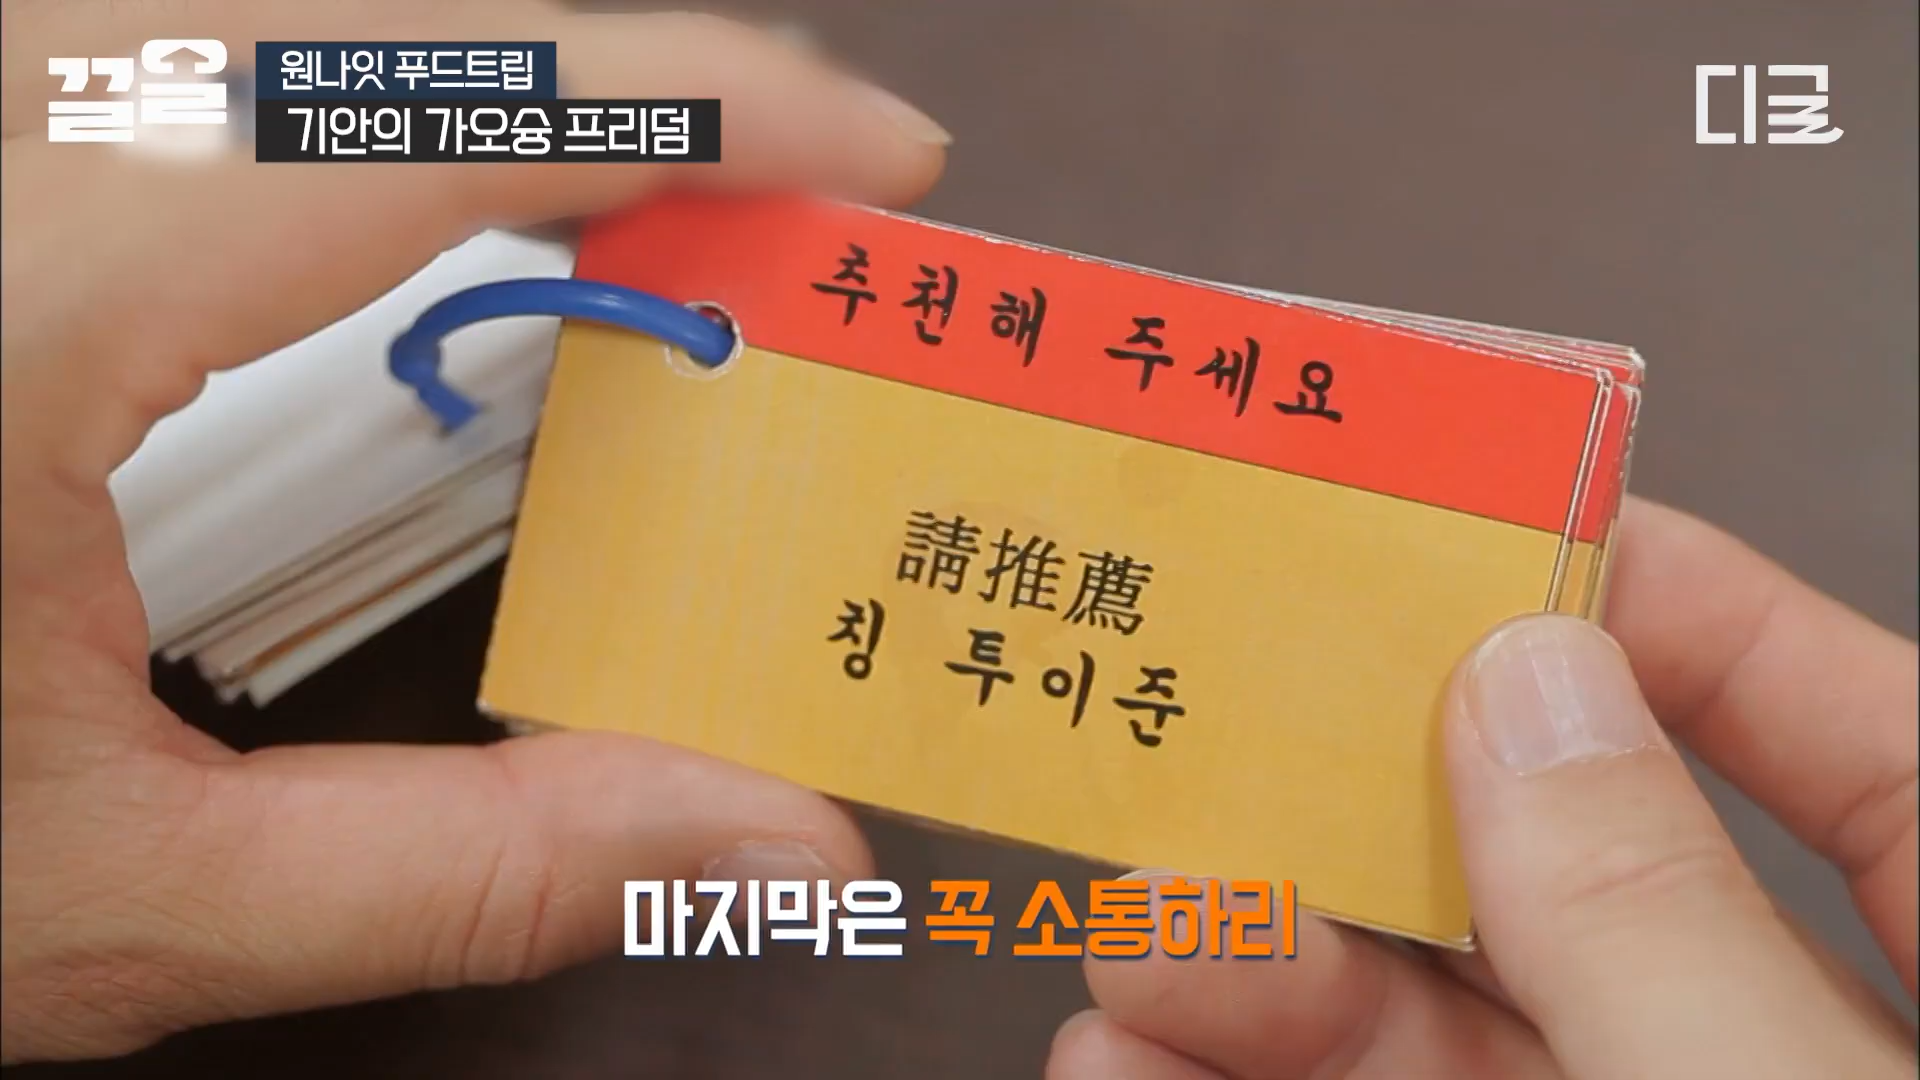 끌올
원나잇 푸드트립
기안의 가오슝 프리덤
디글
추천해 주세요
請推薦
칭 투이준
마지막은 꼭 소통하리